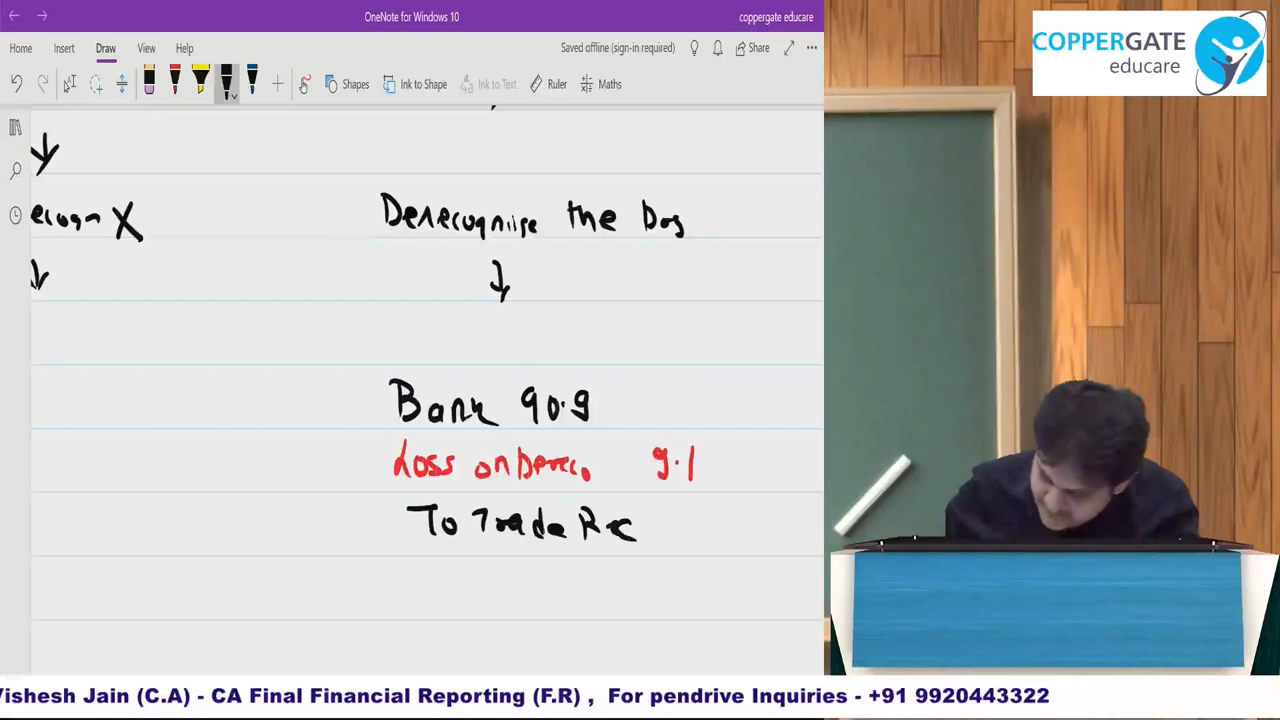 OneNote for Windows 10
coppergate educare
Home Insert Draw View Help
Saved offline (sign-in required)
Share
Shapes
Ink to Shape
Ink to Text
Ruler
Maths
COPPERGATE
educare
ecogn X
Derecognise the
Bank 90.9
Loss on Dereco 9.1
To Trade Rec
Vishesh Jain (C.A) - CA Final Financial Reporting (F.R) , For pendrive Inquiries - +91 9920443322